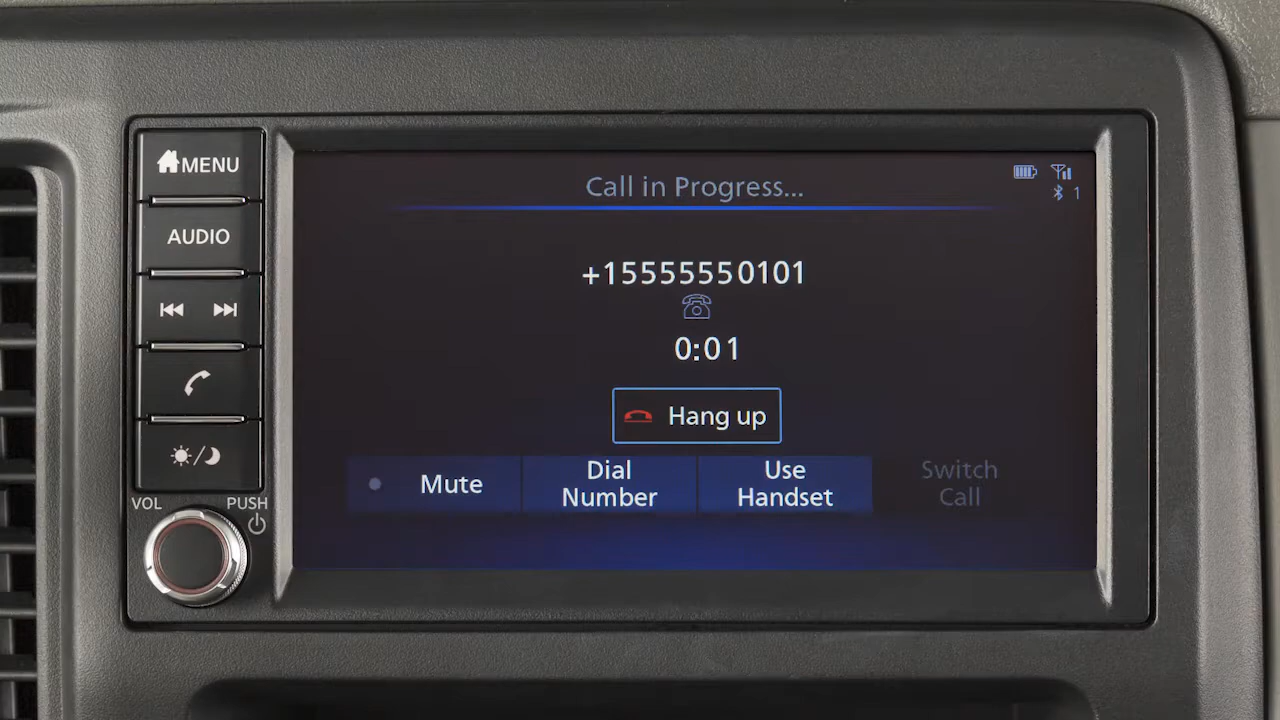 MENU
AUDIO
VOL
PUSH
Call in Progress...
1
+15555550101
0:01
Hang up
Mute
Dial
Number
Use
Handset
Switch
Call